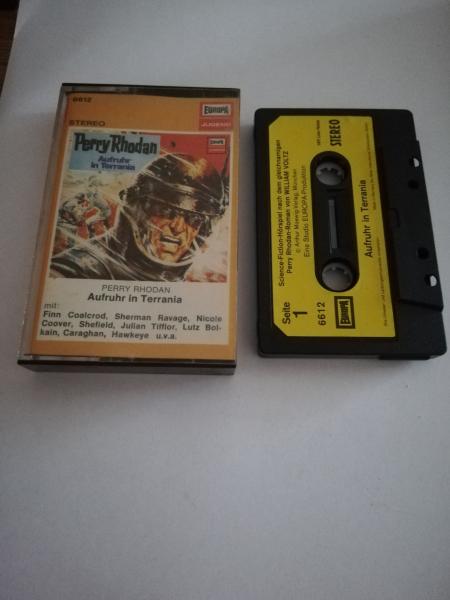 6612
EUROPA
STEREO
JUGEND
Perry Rhodan
Aufruhr
in Terrania
EUROPA
PERRY RHODAN
Aufruhr in Terrania
mit:
Finn Coalcrod, Sherman Ravage, Nicole
Coover, Shefield, Julian Tifflor, Lutz Bol-
kain, Caraghan, Hawkeye u.v.a.
Science-Fiction-Hörspiel nach dem gleichnamigen
Perry Rhodan-Roman von WILLIAM VOLTZ
© Arthur Moewig-Verlag, München
Eine Studio EUROPA-Produktion
STEREO
Seite
1
6612
Aufruhr in Terrania
EUROPA